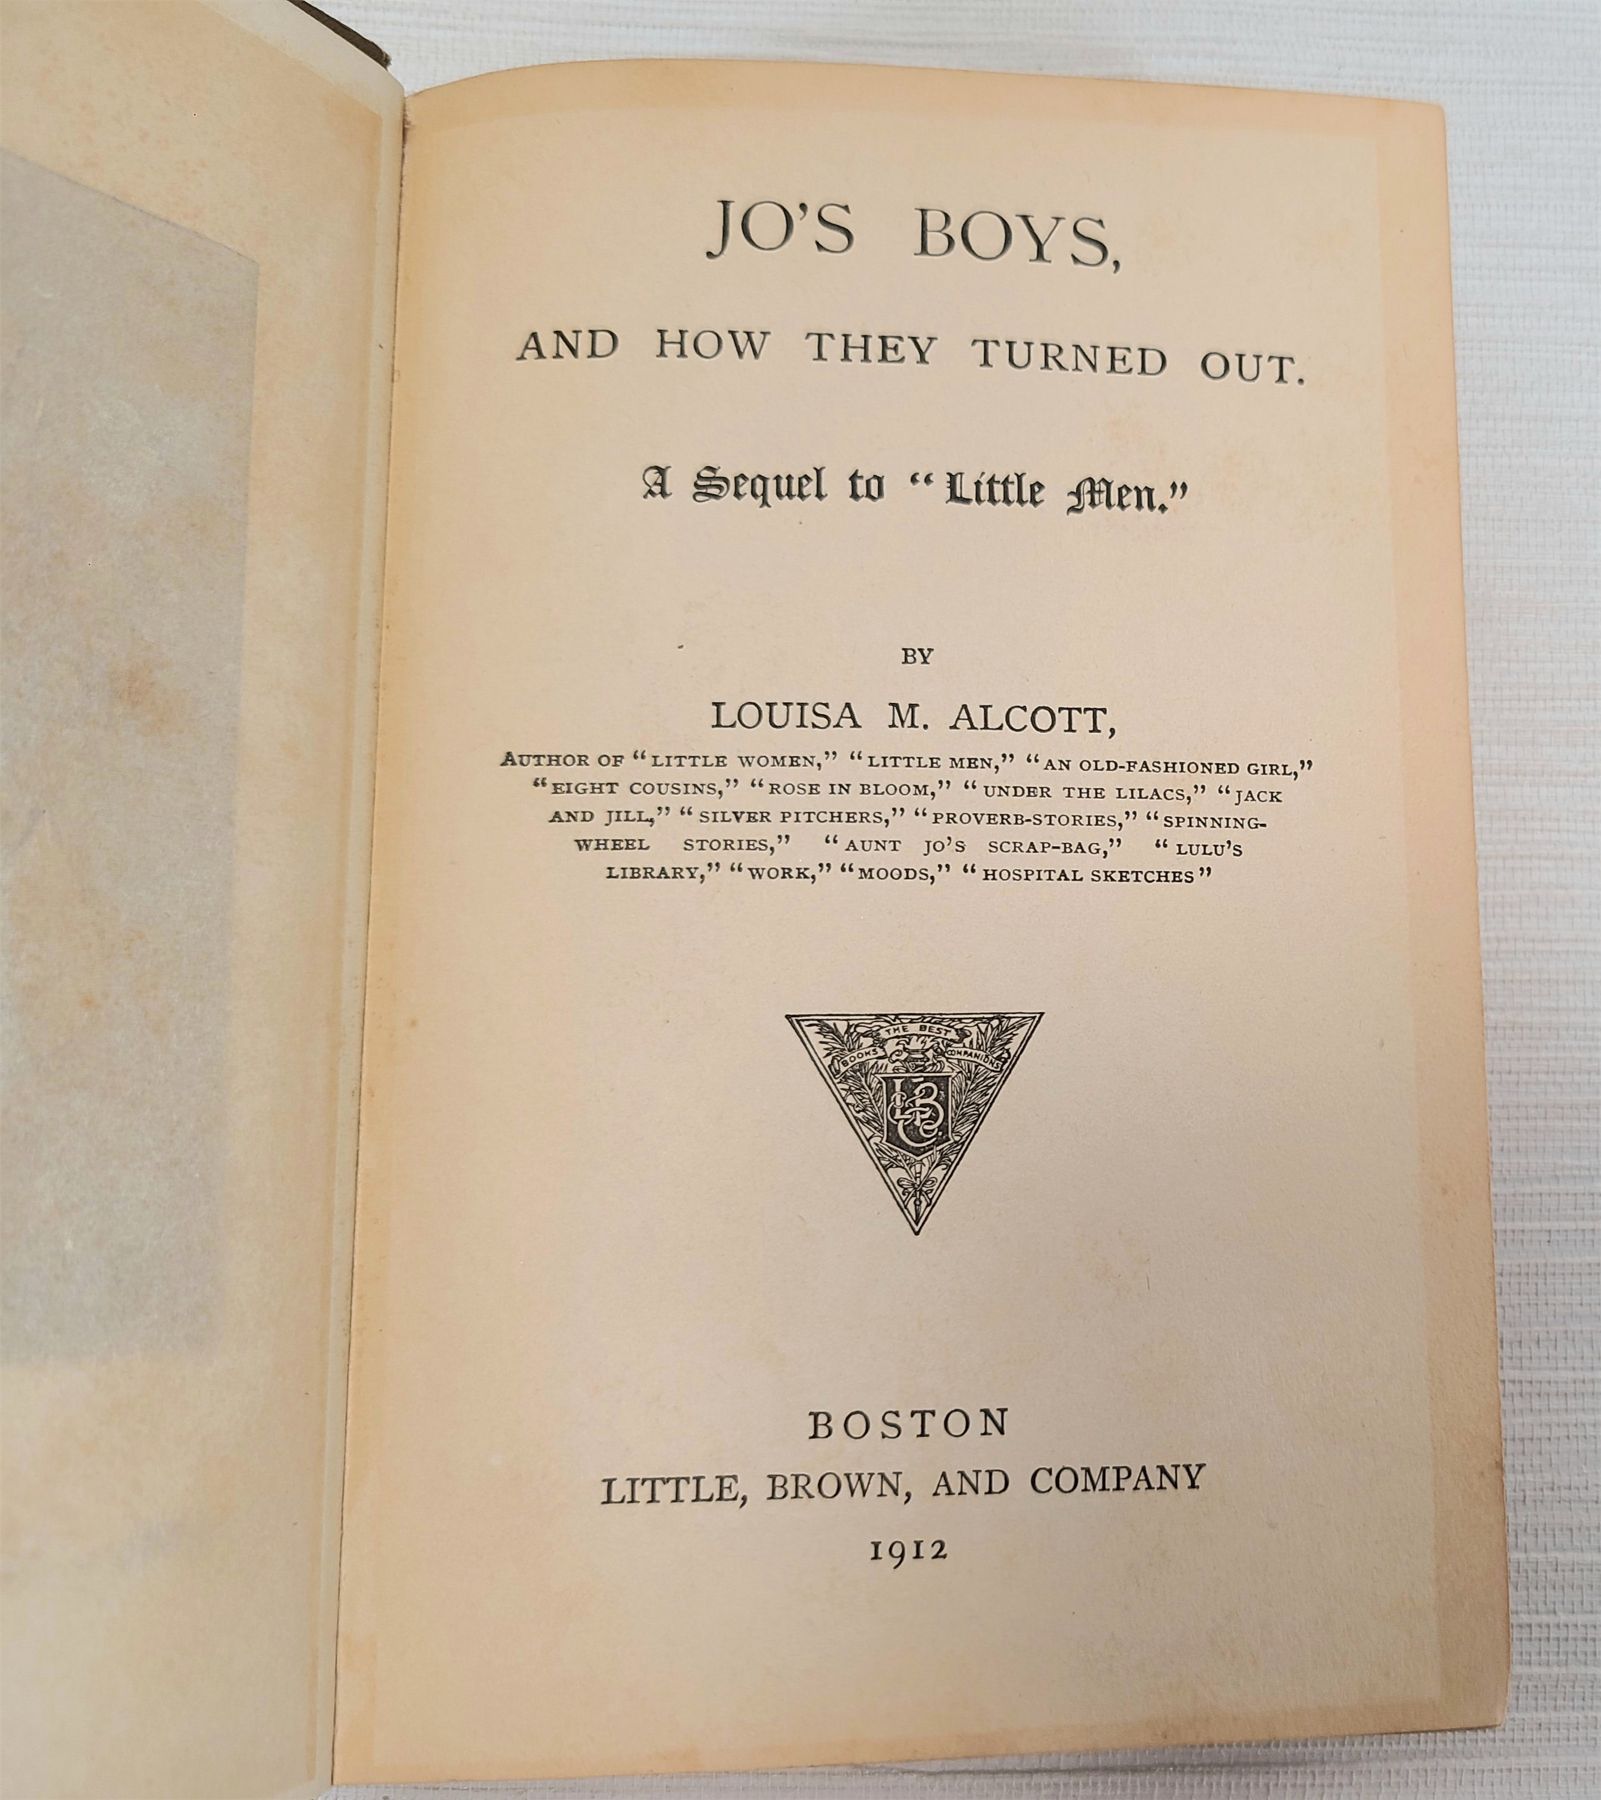 JO'S BOYS,
AND HOW THEY TURNED OUT.
A Sequel to "Little Men."
BY
LOUISA M. ALCOTT,
AUTHOR OF "LITTLE WOMEN," "LITTLE MEN," "AN OLD-FASHIONED GIRL,"
"EIGHT COUSINS," "ROSE IN BLOOM," "UNDER THE LILACS," "JACK
AND JILL," "SILVER PITCHERS," "PROVERB-STORIES," "SPINNING-
WHEEL STORIES," "AUNT JO'S SCRAP-BAG," "LULU'S
LIBRARY," "WORK," "MOODS," "HOSPITAL SKETCHES"
BOOKS THE BEST COMPANIONS
BOSTON
LITTLE, BROWN, AND COMPANY
1912